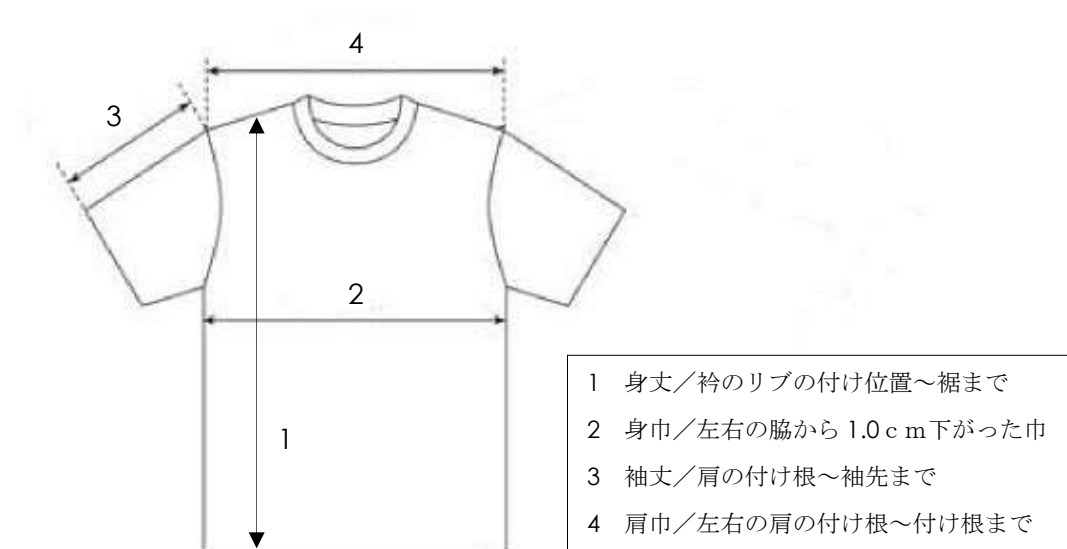 4
3
2
1
1 身丈／衿のリブの付け位置～裾まで
2 身巾／左右の脇から 1.0ｃｍ下がった巾
3 袖丈／肩の付け根～袖先まで
4 肩巾／左右の肩の付け根～付け根まで